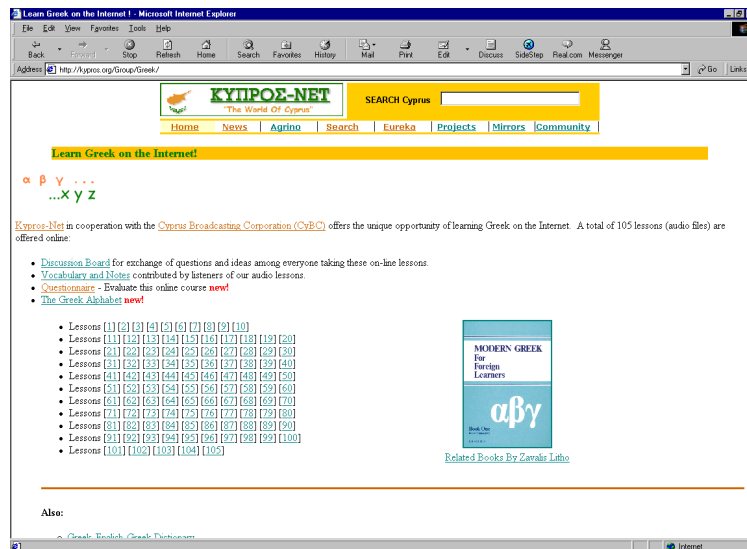 Learn Greek on the Internet ! - Microsoft Internet Explorer
File Edit View Favorites Tools Help
Back Forward Stop Refresh Home Search Favorites History Mail Print Edit Discuss SideStep Real.com Messenger
Address http://kypros.org/Group/Greek/ Go Links
ΚΥΠΡΟΣ-NET
"The World Of Cyprus"
SEARCH Cyprus
Home | News | Agrino | Search | Eureka | Projects | Mirrors | Community |
Learn Greek on the Internet!
α β γ ...
...x y z
Kypros-Net in cooperation with the Cyprus Broadcasting Corporation (CyBC) offers the unique opportunity of learning Greek on the Internet. A total of 105 lessons (audio files) are
offered online:
Discussion Board for exchange of questions and ideas among everyone taking these on-line lessons.
Vocabulary and Notes contributed by listeners of our audio lessons.
Questionnaire - Evaluate this online course new!
The Greek Alphabet new!
Lessons [1] [2] [3] [4] [5] [6] [7] [8] [9] [10]
Lessons [11] [12] [13] [14] [15] [16] [17] [18] [19] [20]
Lessons [21] [22] [23] [24] [25] [26] [27] [28] [29] [30]
Lessons [31] [32] [33] [34] [35] [36] [37] [38] [39] [40]
Lessons [41] [42] [43] [44] [45] [46] [47] [48] [49] [50]
Lessons [51] [52] [53] [54] [55] [56] [57] [58] [59] [60]
Lessons [61] [62] [63] [64] [65] [66] [67] [68] [69] [70]
Lessons [71] [72] [73] [74] [75] [76] [77] [78] [79] [80]
Lessons [81] [82] [83] [84] [85] [86] [87] [88] [89] [90]
Lessons [91] [92] [93] [94] [95] [96] [97] [98] [99] [100]
Lessons [101] [102] [103] [104] [105]
MODERN GREEK
For
Foreign
Learners
αβγ
Book One
Related Books By Zavalis Litho
Also:
Greek-English-Greek Dictionary
Internet